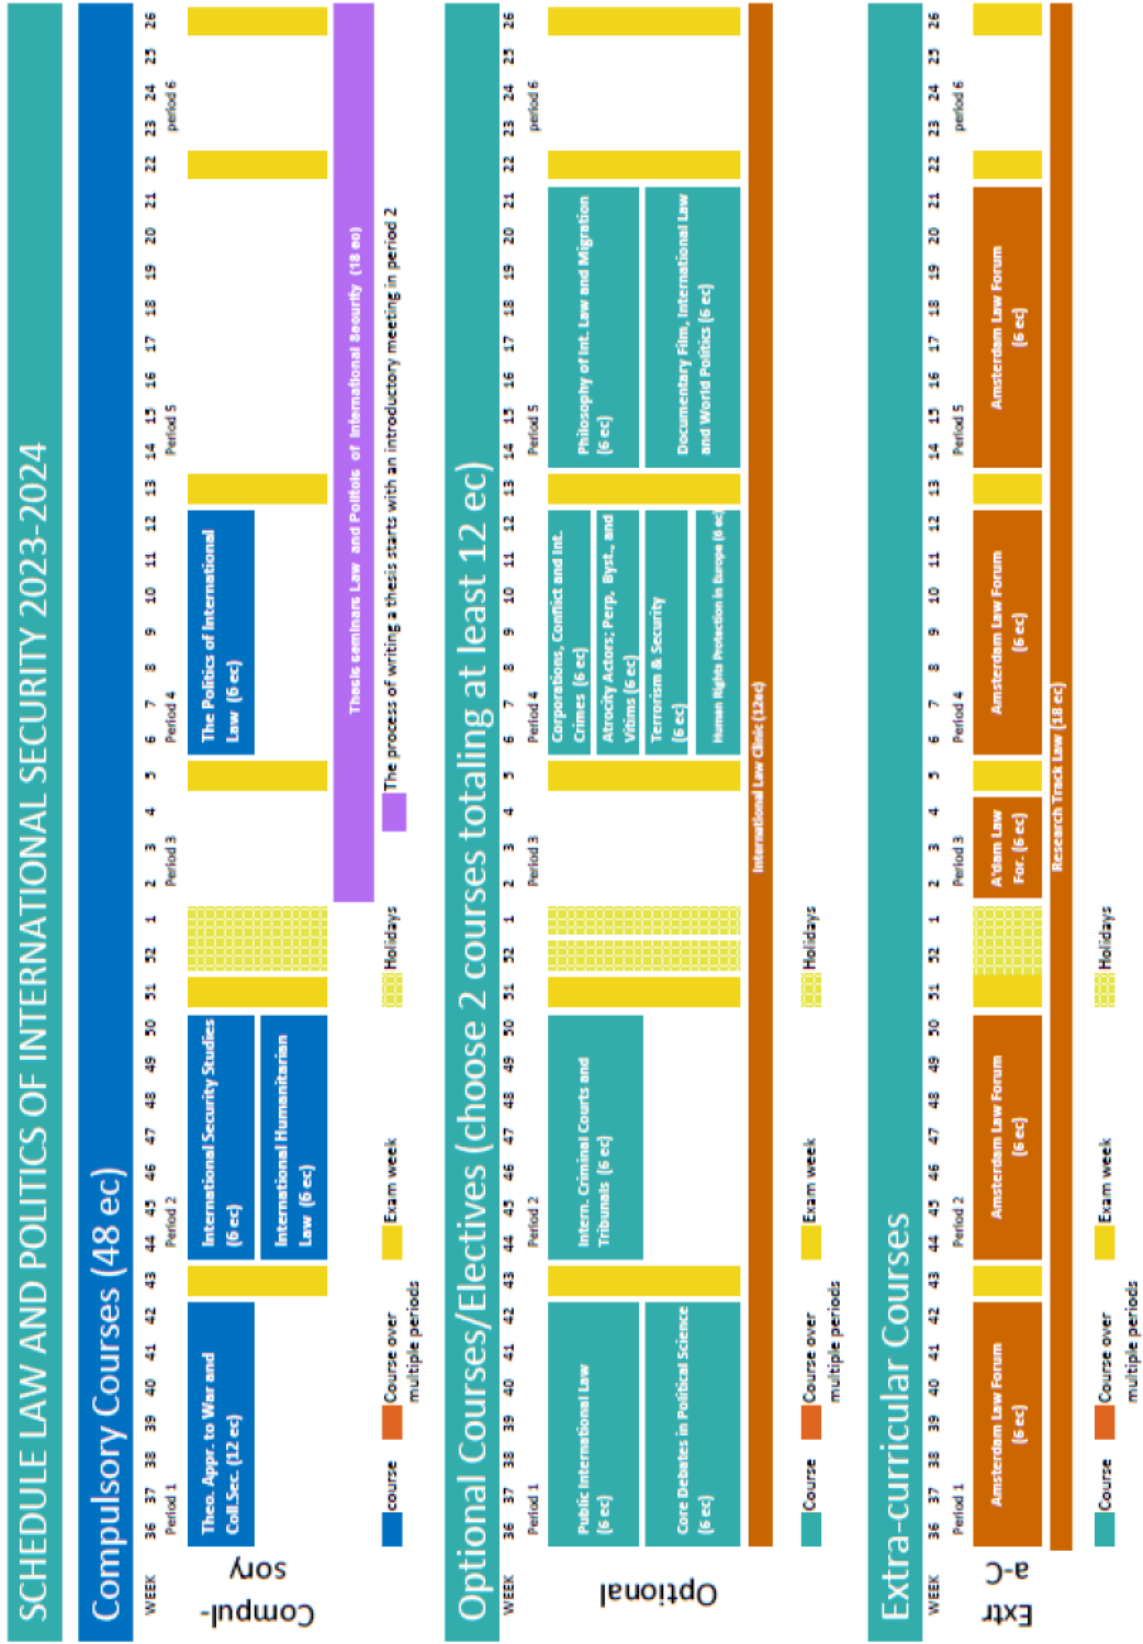 SCHEDULE LAW AND POLITICS OF INTERNATIONAL SECURITY 2023-2024
Compulsory Courses (48 ec)
WEEK 36 37 38 39 40 41 42 43 44 45 46 47 48 49 50 51 52 1 2 3 4 5 6 7 8 9 10 11 12 13 14 15 16 17 18 19 20 21 22 23 24 25 26
Period 1 Period 2 Period 3 Period 4 Period 5 period 6
Compul-
sory
Theo. Appr. to War and
Coll.Sec. (12 ec)
International Security Studies
(6 ec)
International Humanitarian
Law (6 ec)
The Politics of International
Law (6 ec)
Thesis seminars Law and Politois of International Security (18 eo)
course
Course over
multiple periods
Exam week
Holidays
The process of writing a thesis starts with an introductory meeting in period 2
Optional Courses/Electives (choose 2 courses totaling at least 12 ec)
WEEK 36 37 38 39 40 41 42 43 44 45 46 47 48 49 50 51 52 1 2 3 4 5 6 7 8 9 10 11 12 13 14 15 16 17 18 19 20 21 22 23 24 25 26
Period 1 Period 2 Period 3 Period 4 Period 5 period 6
Optional
Public International Law
(6 ec)
Core Debates in Political Science
(6 ec)
Intern. Criminal Courts and
Tribunals (6 ec)
Corporations, Conflict and Int.
Crimes (6 ec)
Atrocity Actors; Perp, Byst., and
Vitims (6 ec)
Terrorism & Security
(6 ec)
Human Rights Protection in Europe (6 ec)
Philosophy of Int. Law and Migration
(6 ec)
Documentary Film, International Law
and World Politics (6 ec)
International Law Clinic (12ec)
Course
Course over
multiple periods
Exam week
Holidays
Extra-curricular Courses
WEEK 36 37 38 39 40 41 42 43 44 45 46 47 48 49 50 51 52 1 2 3 4 5 6 7 8 9 10 11 12 13 14 15 16 17 18 19 20 21 22 23 24 25 26
Period 1 Period 2 Period 3 Period 4 Period 5 period 6
Extr
a-C
Amsterdam Law Forum
(6 ec)
Amsterdam Law Forum
(6 ec)
A'dam Law
For. (6 ec)
Amsterdam Law Forum
(6 ec)
Amsterdam Law Forum
(6 ec)
Research Track Law (18 ec)
Course
Course over
multiple periods
Exam week
Holidays